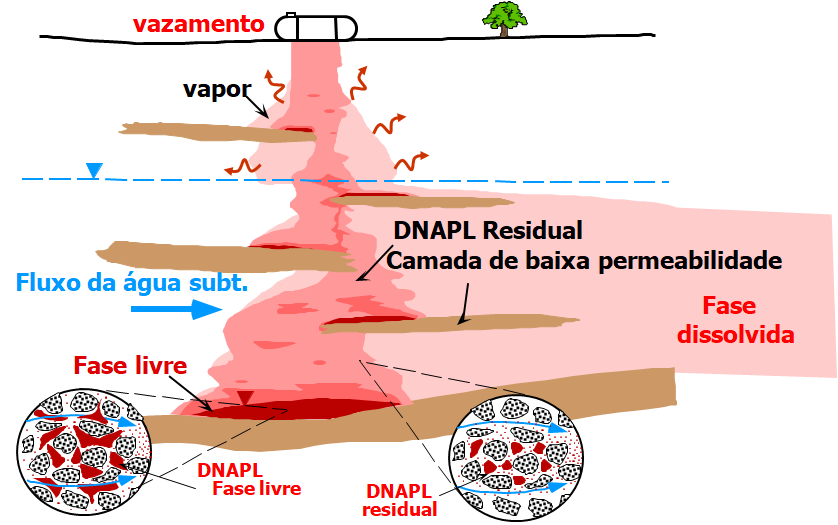 vazamento
vapor
DNAPL Residual
Camada de baixa permeabilidade
Fluxo da água subt.
Fase
dissolvida
Fase livre
DNAPL
Fase livre
DNAPL
residual